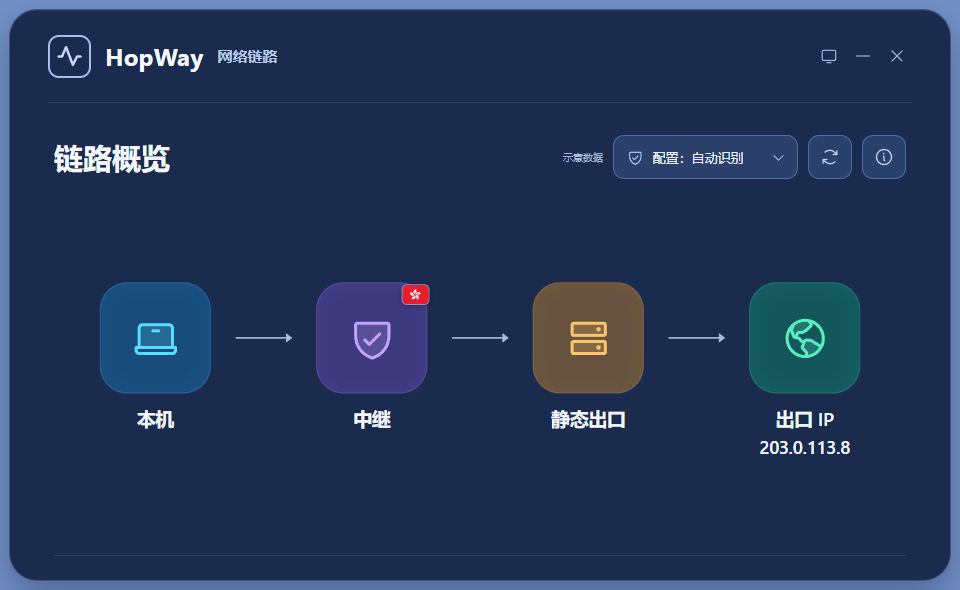 HopWay 网络链路
链路概览
示意数据
配置：自动识别
本机
中继
静态出口
出口 IP
203.0.113.8